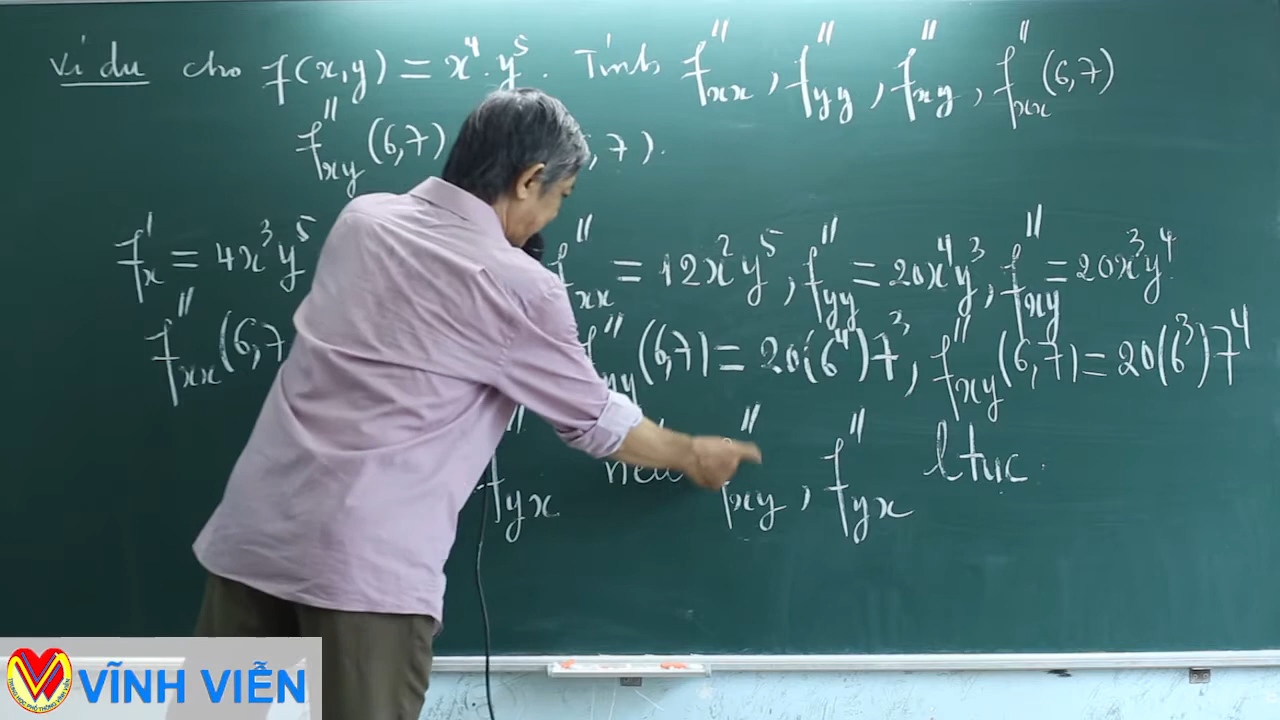 Ví dụ cho f(x,y) = x⁴.y⁵. Tính f''xx, f''yy, f''xy, f''xx(6,7)
f''xy(6,7) ,7).
f'x = 4x³y⁵ f''xx = 12x²y⁵, f''yy = 20x⁴y³, f''xy = 20x³y⁴.
f''xx(6,7 (6,7) = 20(6⁴)7³, f''xy(6,7) = 20(6³)7⁴
f''yx nếu f''xy, f''yx ltục.
VĨNH VIỄN